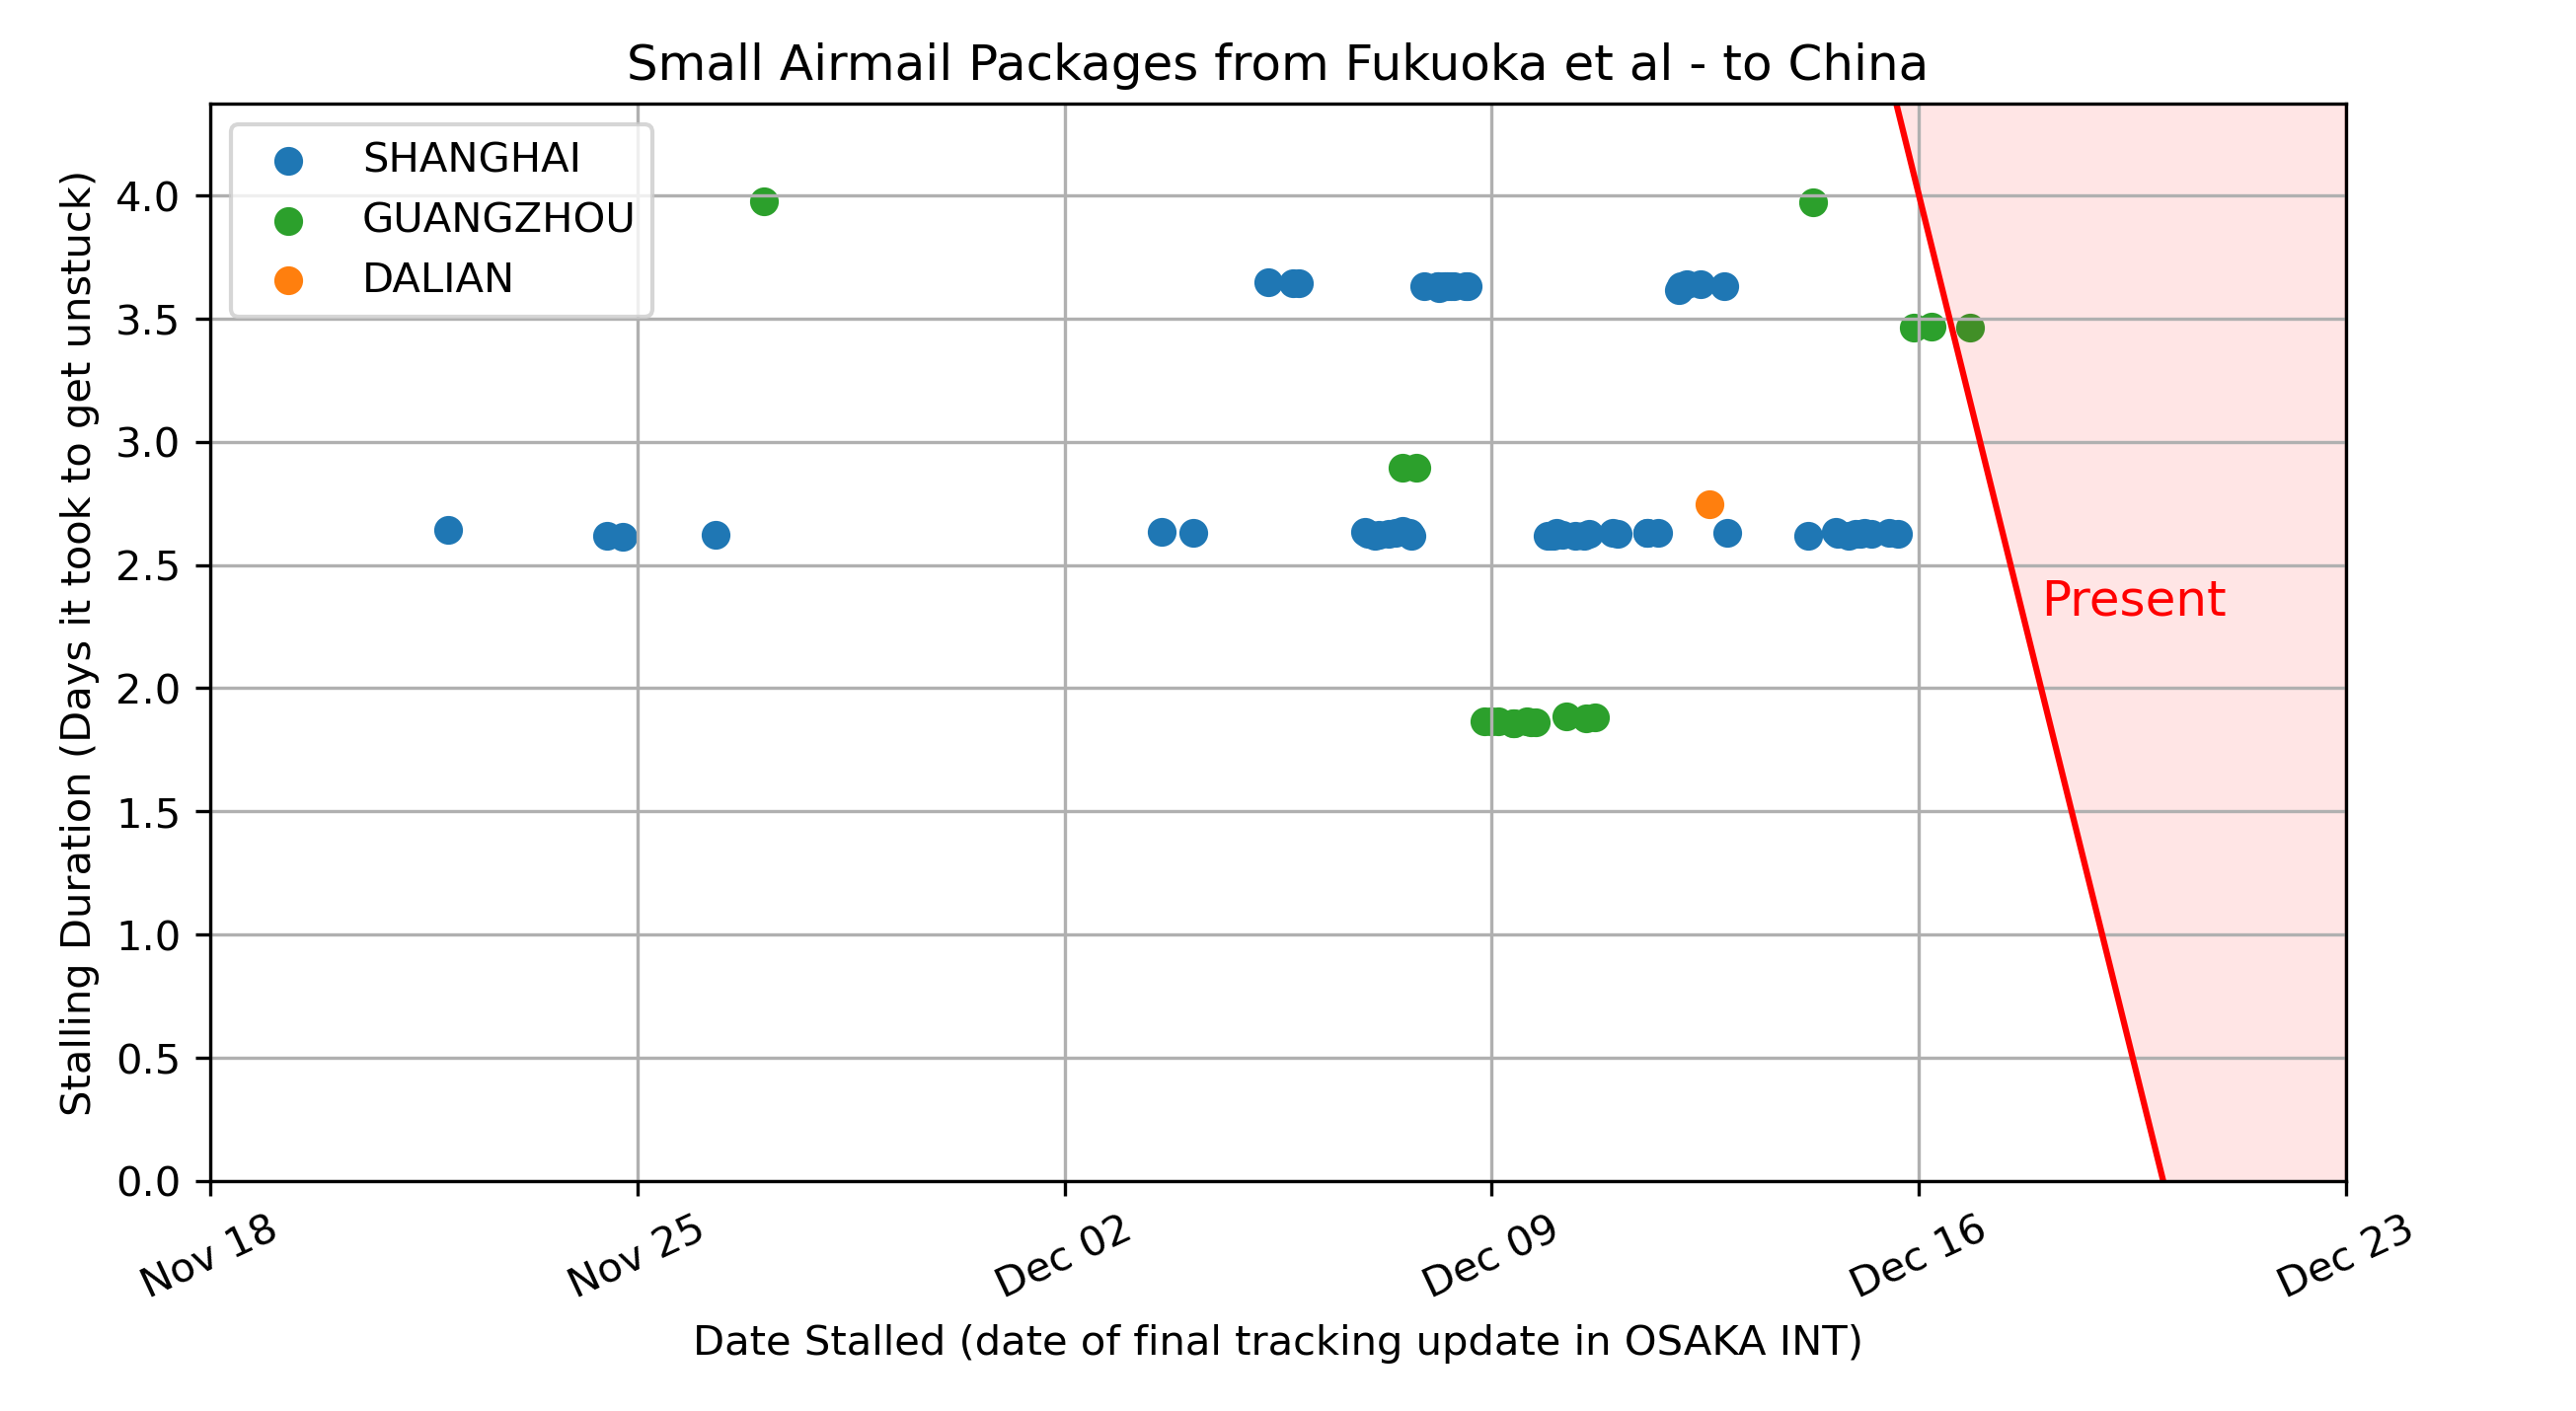 Small Airmail Packages from Fukuoka et al - to China
SHANGHAI
GUANGZHOU
DALIAN
Stalling Duration (Days it took to get unstuck)
4.0
3.5
3.0
2.5
2.0
1.5
1.0
0.5
0.0
Present
Nov 18
Nov 25
Dec 02
Dec 09
Dec 16
Dec 23
Date Stalled (date of final tracking update in OSAKA INT)